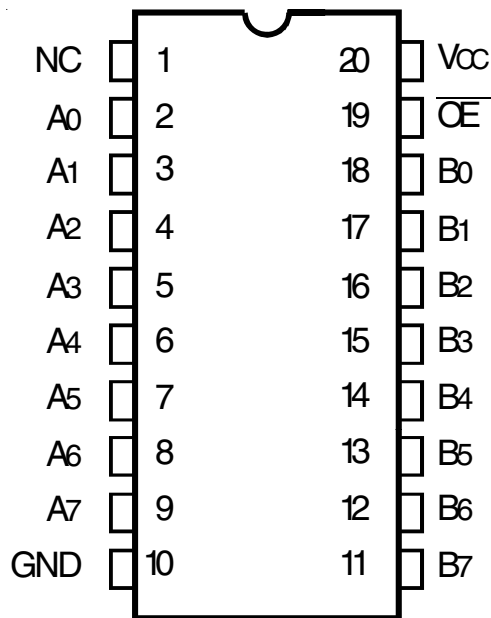 NC 1 20 VCC
A0 2 19 OE
A1 3 18 B0
A2 4 17 B1
A3 5 16 B2
A4 6 15 B3
A5 7 14 B4
A6 8 13 B5
A7 9 12 B6
GND 10 11 B7